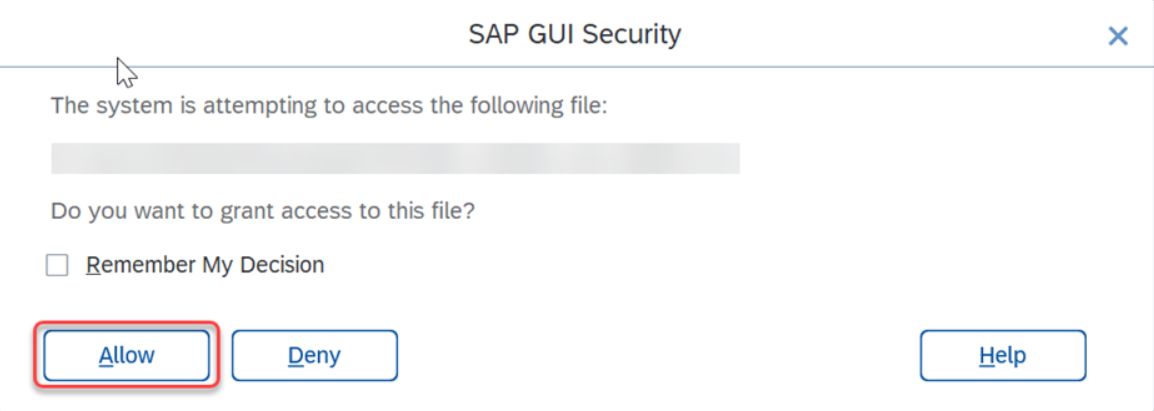 SAP GUI Security
The system is attempting to access the following file:
Do you want to grant access to this file?
Remember My Decision
Allow Deny Help